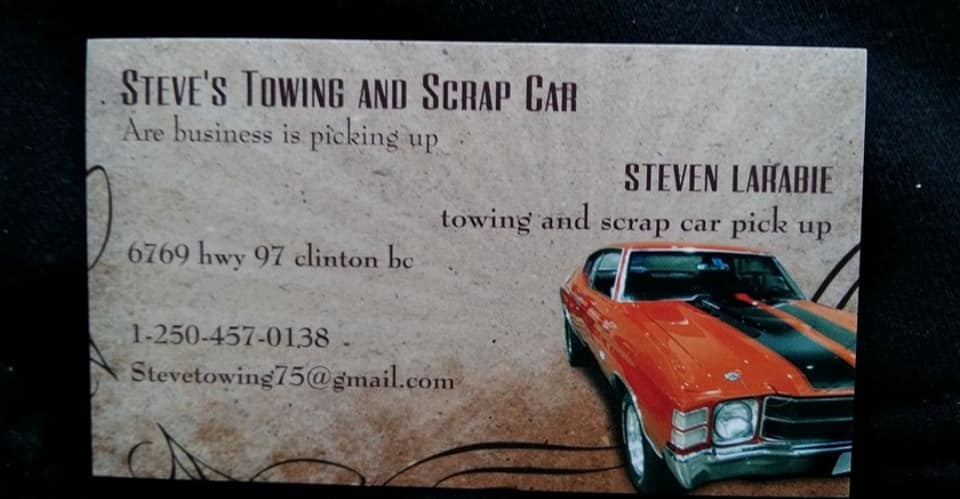 Steve's Towing and Scrap Car
Are business is picking up
STEVEN LARABIE
towing and scrap car pick up
6769 hwy 97 clinton bc
1-250-457-0138
Stevetowing75@gmail.com